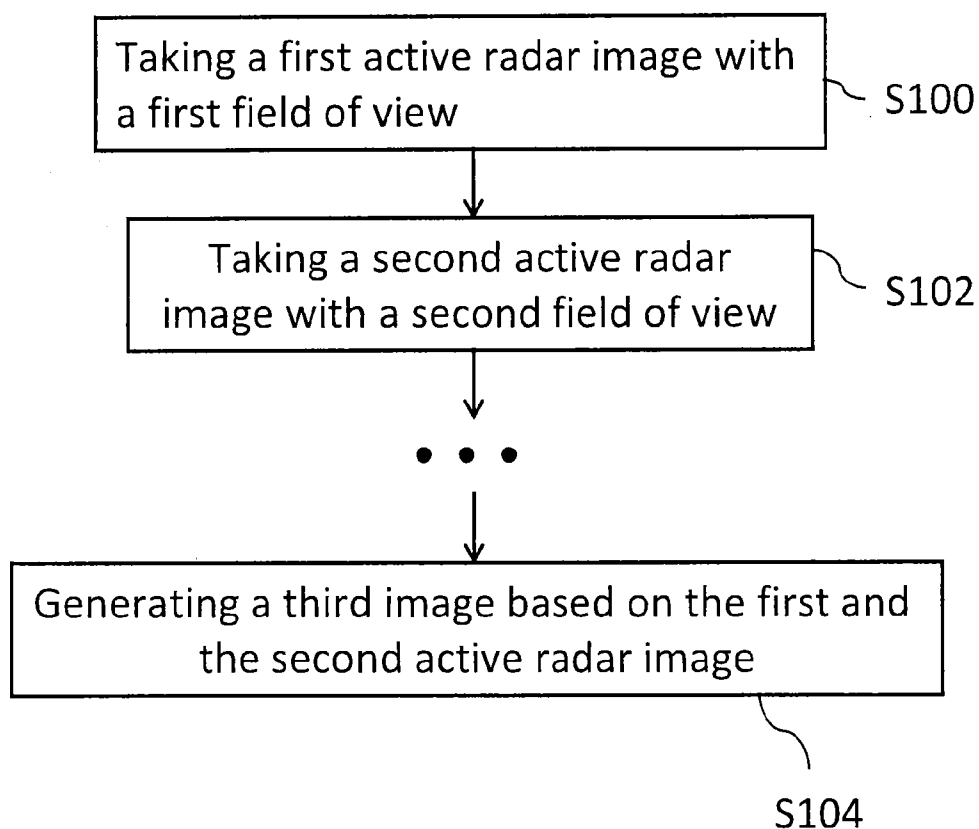 Taking a first active radar image with
a first field of view
S100
Taking a second active radar
image with a second field of view
S102
• • •
Generating a third image based on the first and
the second active radar image
S104